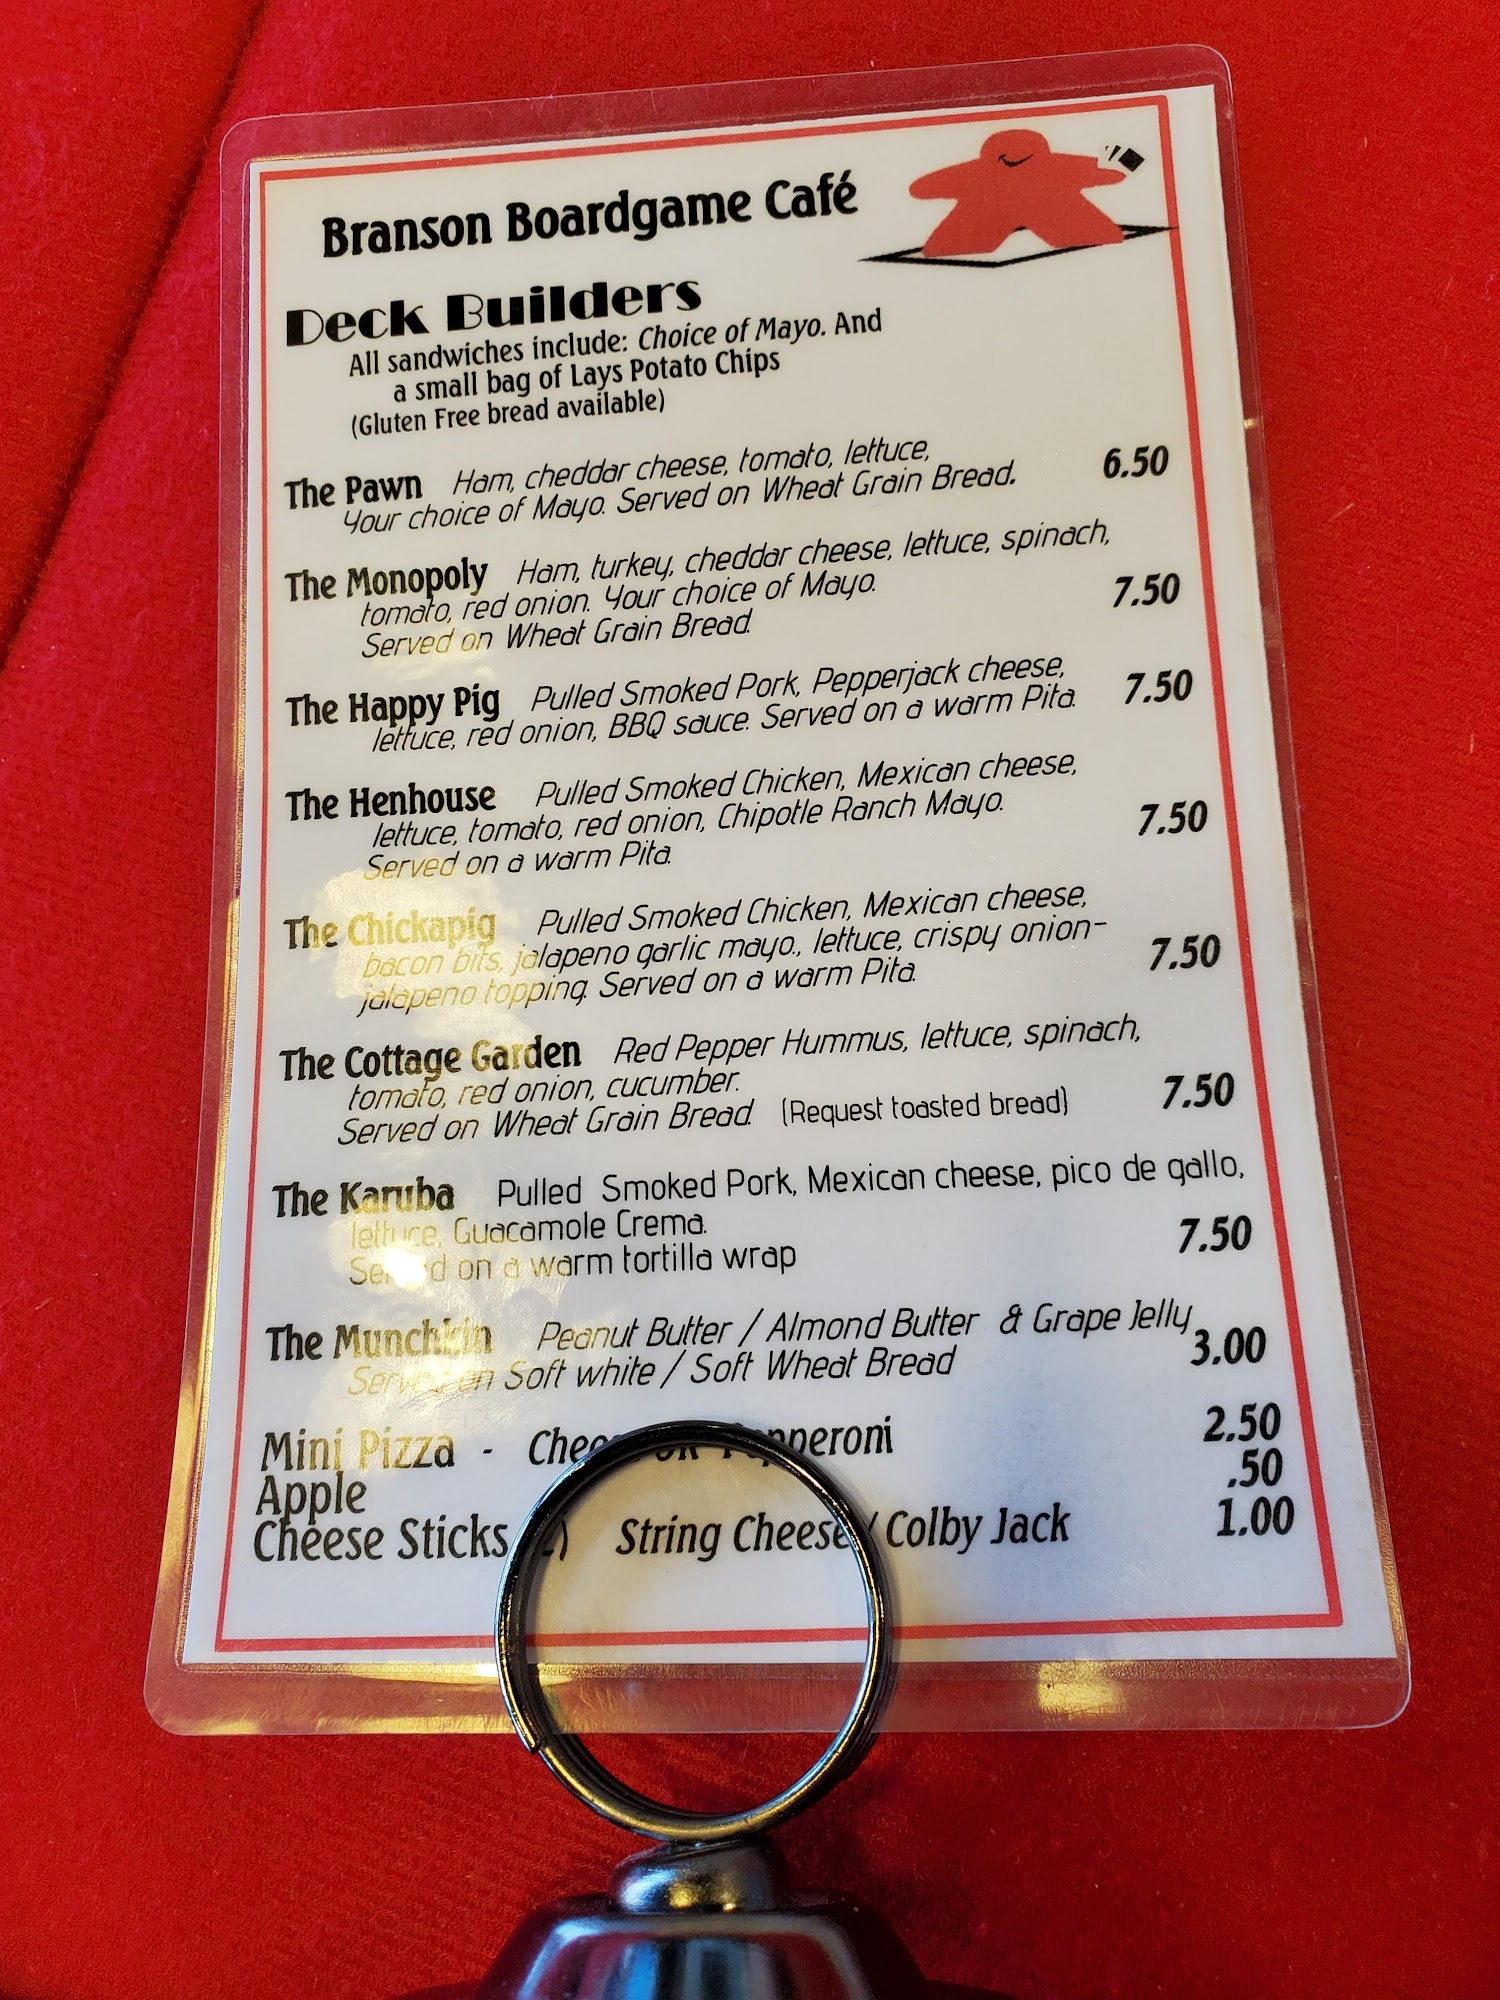 Branson Boardgame Café
Deck Builders
All sandwiches include: Choice of Mayo. And
a small bag of Lays Potato Chips
(Gluten Free bread available)
The Pawn Ham, cheddar cheese, tomato, lettuce,
Your choice of Mayo. Served on Wheat Grain Bread. 6.50
The Monopoly Ham, turkey, cheddar cheese, lettuce, spinach,
tomato, red onion. Your choice of Mayo. 7.50
Served on Wheat Grain Bread.
The Happy Pig Pulled Smoked Pork, Pepperjack cheese,
lettuce, red onion, BBQ sauce. Served on a warm Pita. 7.50
The Henhouse Pulled Smoked Chicken, Mexican cheese,
lettuce, tomato, red onion, Chipotle Ranch Mayo. 7.50
Served on a warm Pita.
The Chickapig Pulled Smoked Chicken, Mexican cheese,
bacon bits, jalapeno garlic mayo., lettuce, crispy onion-
jalapeno topping. Served on a warm Pita. 7.50
The Cottage Garden Red Pepper Hummus, lettuce, spinach,
tomato, red onion, cucumber.
Served on Wheat Grain Bread. (Request toasted bread) 7.50
The Karuba Pulled Smoked Pork, Mexican cheese, pico de gallo,
lettuce, Guacamole Crema. 7.50
Served on a warm tortilla wrap
The Munchkin Peanut Butter / Almond Butter & Grape Jelly
Served on Soft white / Soft Wheat Bread 3.00
Mini Pizza - Cheese OR Pepperoni 2.50
Apple .50
Cheese Sticks String Cheese / Colby Jack 1.00